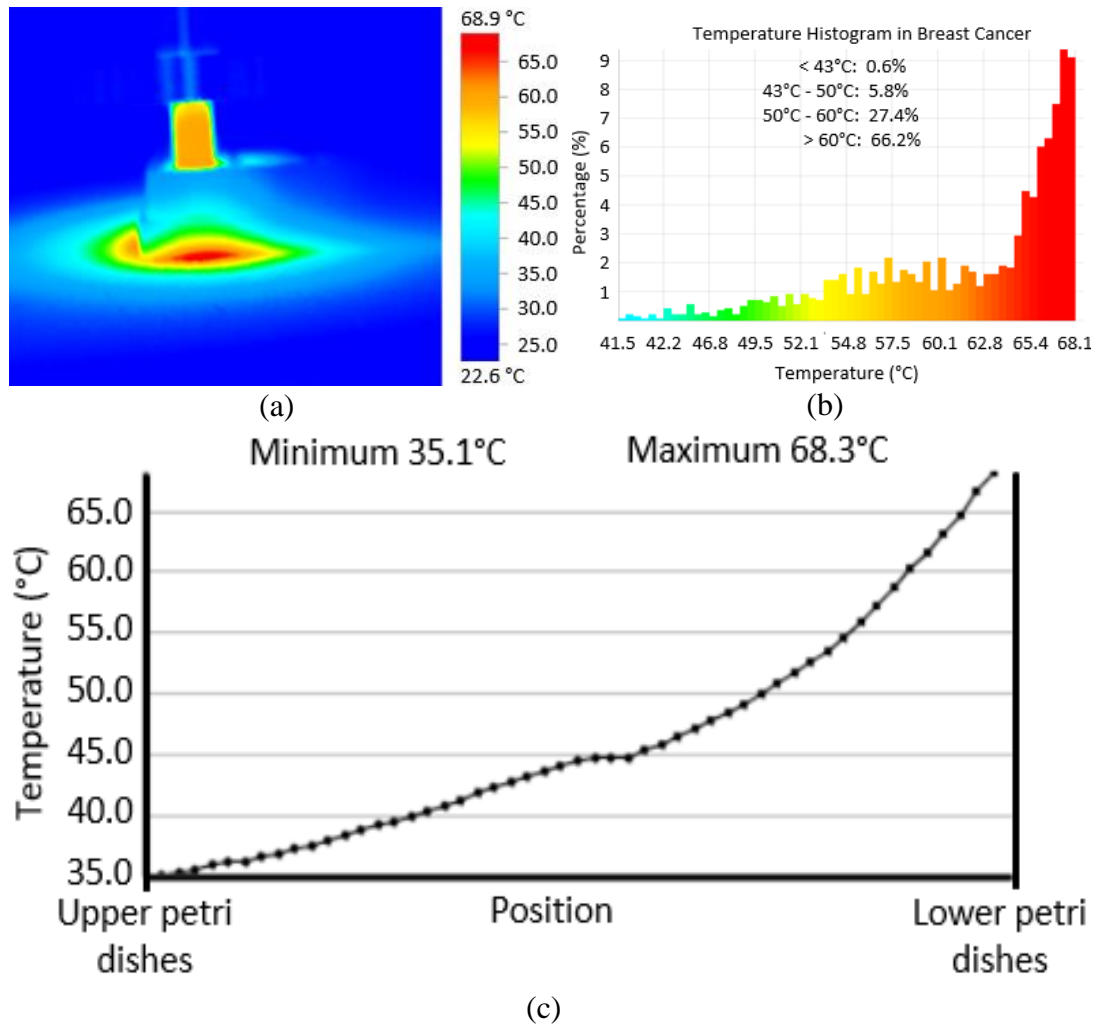 68.9 °C
65.0
60.0
55.0
50.0
45.0
40.0
35.0
30.0
25.0
22.6 °C
(a)
Temperature Histogram in Breast Cancer
< 43°C: 0.6%
43°C - 50°C: 5.8%
50°C - 60°C: 27.4%
> 60°C: 66.2%
Percentage (%)
9
8
7
6
5
4
3
2
1
41.5 42.2 46.8 49.5 52.1 54.8 57.5 60.1 62.8 65.4 68.1
Temperature (°C)
(b)
Minimum 35.1°C Maximum 68.3°C
Temperature (°C)
65.0
60.0
55.0
50.0
45.0
40.0
35.0
Upper petri
dishes
Position
Lower petri
dishes
(c)